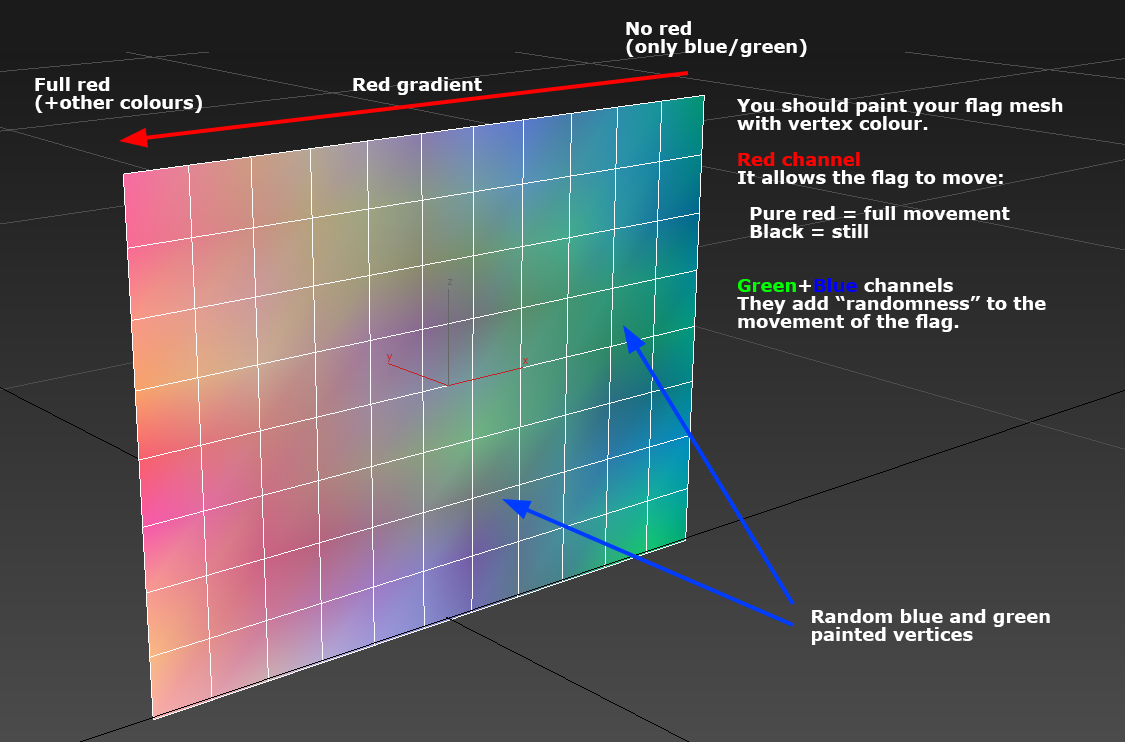 No red
(only blue/green)
Full red
(+other colours)
Red gradient
You should paint your flag mesh
with vertex colour.
Red channel
It allows the flag to move:
Pure red = full movement
Black = still
Green+Blue channels
They add “randomness” to the
movement of the flag.
z
y
x
Random blue and green
painted vertices